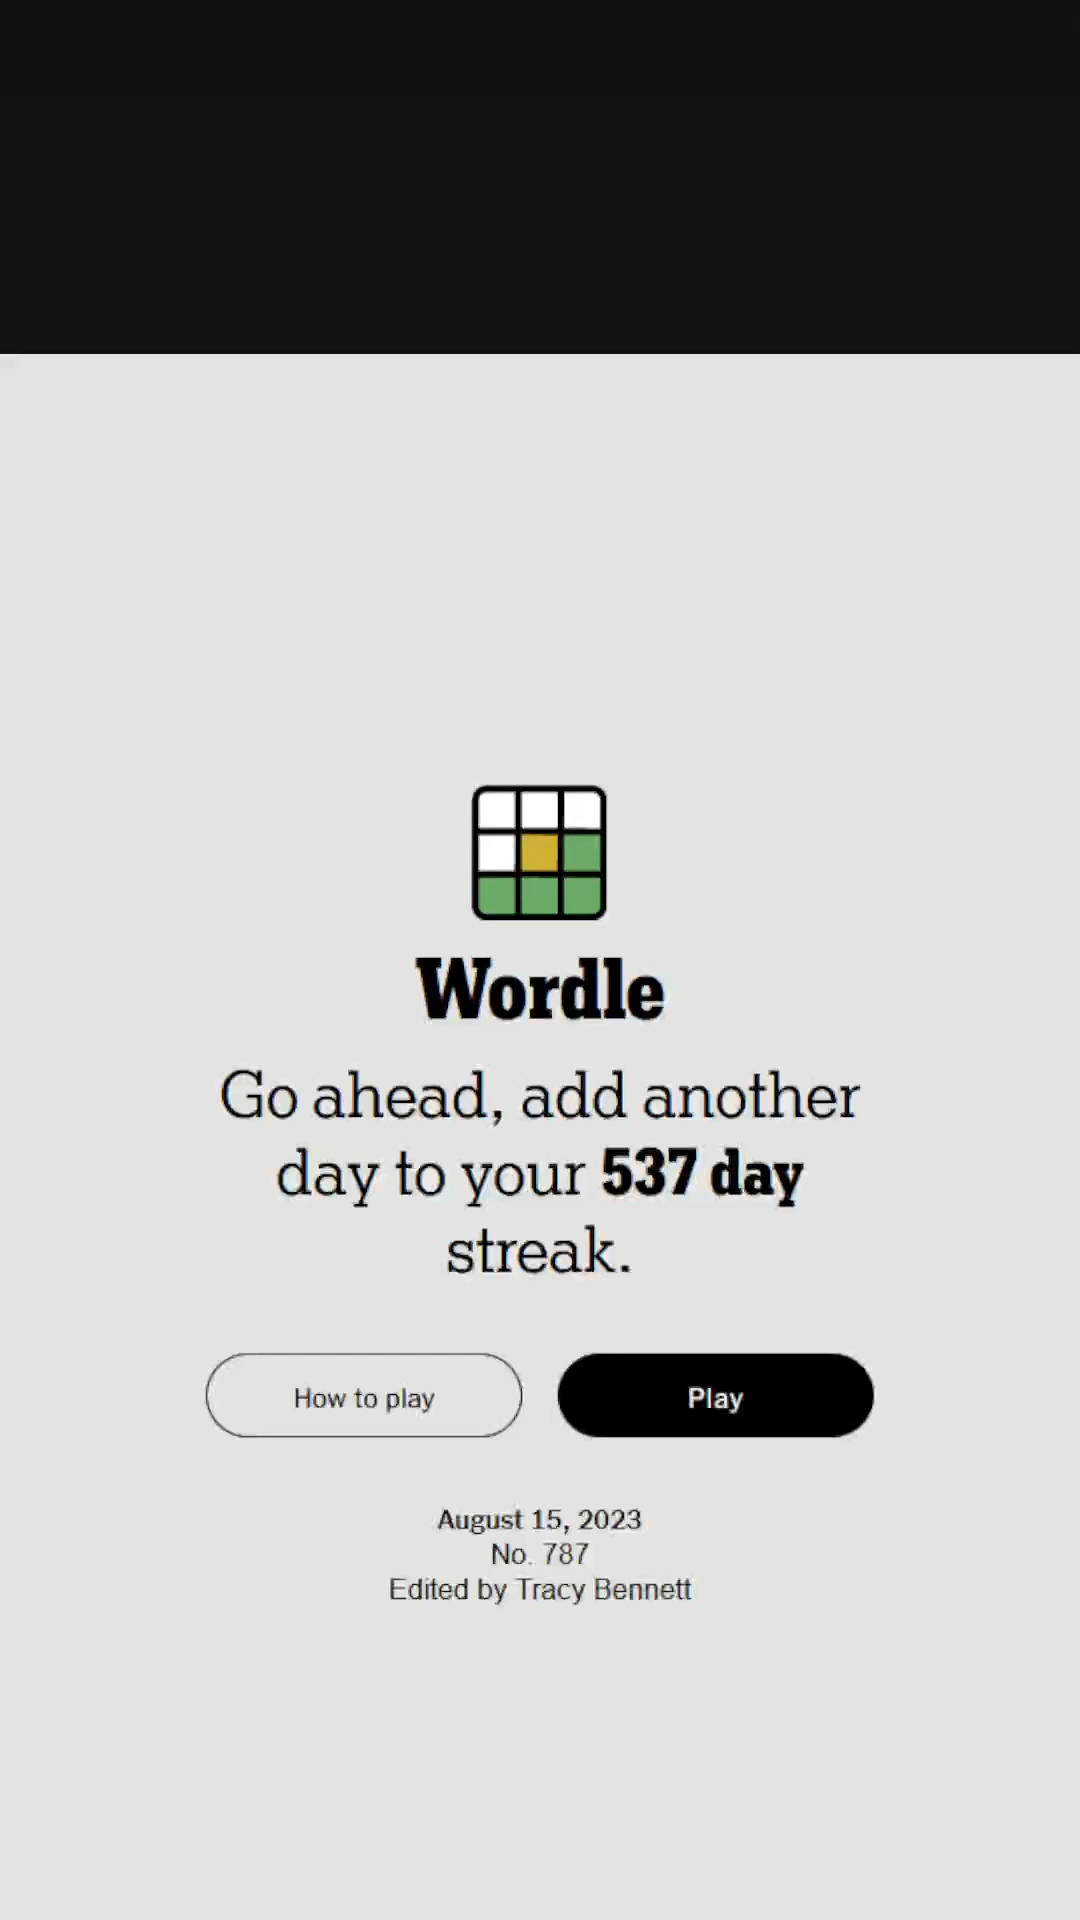 Wordle
Go ahead, add another
day to your 537 day
streak.
How to play
Play
August 15, 2023
No. 787
Edited by Tracy Bennett